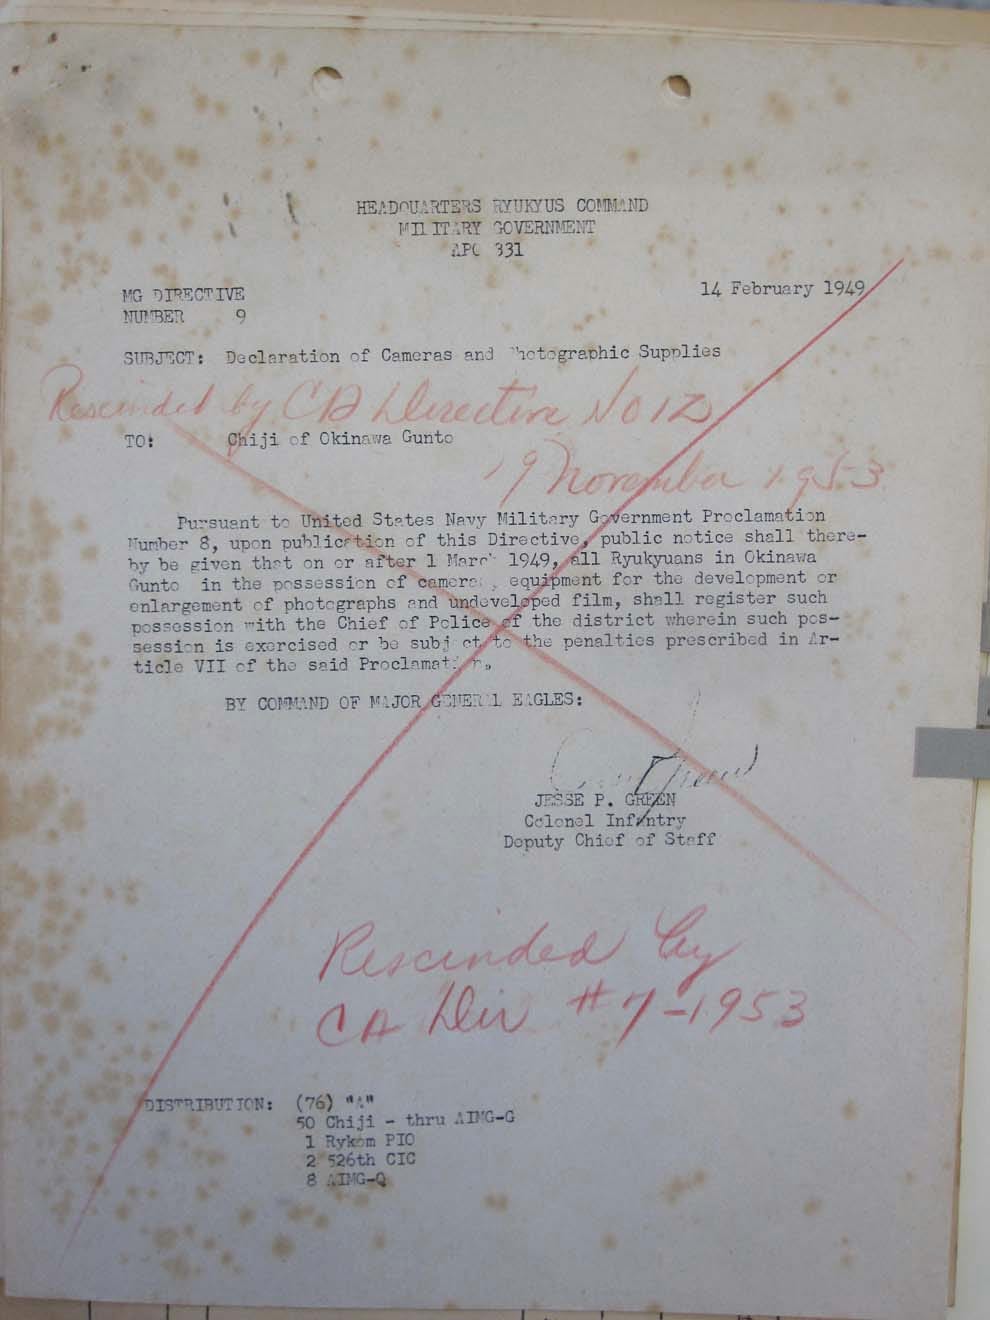 HEADQUARTERS RYUKYUS COMMAND
MILITARY GOVERNMENT
APO 331
MG DIRECTIVE
NUMBER 9
14 February 1949
SUBJECT: Declaration of Cameras and Photographic Supplies
Rescinded by CA Directive No 12
TO: Chiji of Okinawa Gunto
19 November 1953
Pursuant to United States Navy Military Government Proclamation
Number 8, upon publication of this Directive, public notice shall there-
by be given that on or after 1 March 1949, all Ryukyuans in Okinawa
Gunto in the possession of cameras, equipment for the development or
enlargement of photographs and undeveloped film, shall register such
possession with the Chief of Police of the district wherein such pos-
session is exercised or be subject to the penalties prescribed in Ar-
ticle VII of the said Proclamation.
BY COMMAND OF MAJOR GENERAL EAGLES:
JESSE P. GREEN
Colonel Infantry
Deputy Chief of Staff
Rescinded by
CA Dir #7-1953
DISTRIBUTION: (76) "A"
50 Chiji - thru AIMG-G
1 Rykom PIO
2 526th CIC
8 AIMG-Q